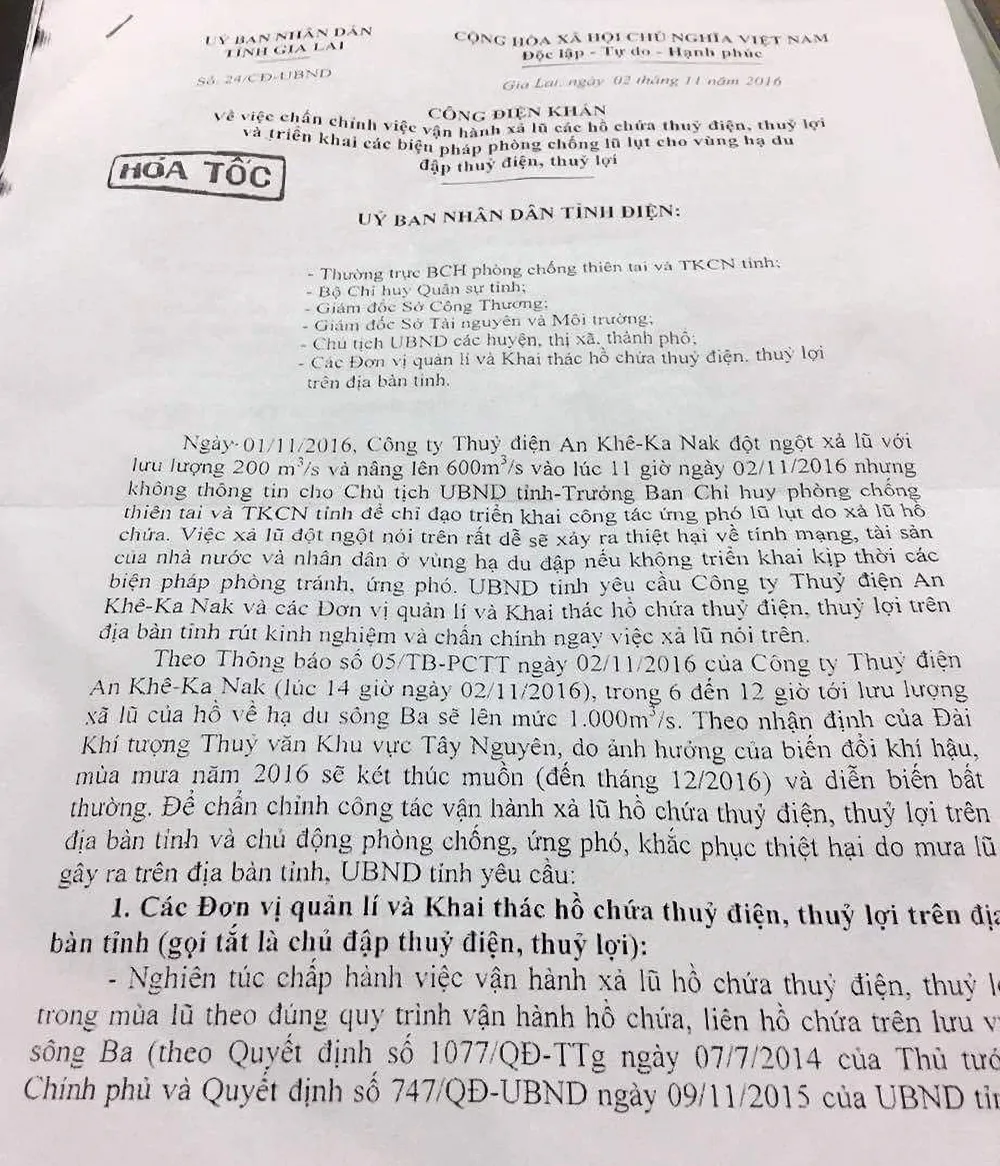 UỶ BAN NHÂN DÂN
TỈNH GIA LAI
Số: 24/CĐ-UBND
CỘNG HÒA XÃ HỘI CHỦ NGHĨA VIỆT NAM
Độc lập - Tự do - Hạnh phúc
Gia Lai, ngày 02 tháng 11 năm 2016
CÔNG ĐIỆN KHẨN
Về việc chấn chỉnh việc vận hành xả lũ các hồ chứa thuỷ điện, thuỷ lợi
và triển khai các biện pháp phòng chống lũ lụt cho vùng hạ du
đập thuỷ điện, thuỷ lợi
HỎA TỐC
UỶ BAN NHÂN DÂN TỈNH ĐIỆN:
- Thường trực BCH phòng chống thiên tai và TKCN tỉnh;
- Bộ Chỉ huy Quân sự tỉnh;
- Giám đốc Sở Công Thương;
- Giám đốc Sở Tài nguyên và Môi trường;
- Chủ tịch UBND các huyện, thị xã, thành phố;
- Các Đơn vị quản lí và Khai thác hồ chứa thuỷ điện, thuỷ lợi
trên địa bàn tỉnh.
Ngày 01/11/2016, Công ty Thuỷ điện An Khê-Ka Nak đột ngột xả lũ với
lưu lượng 200 m³/s và nâng lên 600m³/s vào lúc 11 giờ ngày 02/11/2016 nhưng
không thông tin cho Chủ tịch UBND tỉnh-Trưởng Ban Chỉ huy phòng chống
thiên tai và TKCN tỉnh để chỉ đạo triển khai công tác ứng phó lũ lụt do xả lũ hồ
chứa. Việc xả lũ đột ngột nói trên rất dễ sẽ xảy ra thiệt hại về tính mạng, tài sản
của nhà nước và nhân dân ở vùng hạ du đập nếu không triển khai kịp thời các
biện pháp phòng tránh, ứng phó. UBND tỉnh yêu cầu Công ty Thuỷ điện An
Khê-Ka Nak và các Đơn vị quản lí và Khai thác hồ chứa thuỷ điện, thuỷ lợi trên
địa bàn tỉnh rút kinh nghiệm và chấn chỉnh ngay việc xả lũ nói trên.
Theo Thông báo số 05/TB-PCTT ngày 02/11/2016 của Công ty Thuỷ điện
An Khê-Ka Nak (lúc 14 giờ ngày 02/11/2016), trong 6 đến 12 giờ tới lưu lượng
xã lũ của hồ về hạ du sông Ba sẽ lên mức 1.000m³/s. Theo nhận định của Đài
Khí tượng Thuỷ văn Khu vực Tây Nguyên, do ảnh hưởng của biến đổi khí hậu,
mùa mưa năm 2016 sẽ kết thúc muộn (đến tháng 12/2016) và diễn biến bất
thường. Để chấn chỉnh công tác vận hành xả lũ hồ chứa thuỷ điện, thuỷ lợi trên
địa bàn tỉnh và chủ động phòng chống, ứng phó, khắc phục thiệt hại do mưa lũ
gây ra trên địa bàn tỉnh, UBND tỉnh yêu cầu:
1. Các Đơn vị quản lí và Khai thác hồ chứa thuỷ điện, thuỷ lợi trên địa
bàn tỉnh (gọi tắt là chủ đập thuỷ điện, thuỷ lợi):
- Nghiên túc chấp hành việc vận hành xả lũ hồ chứa thuỷ điện, thuỷ
trong mùa lũ theo đúng quy trình vận hành hồ chứa, liên hồ chứa trên lưu
sông Ba (theo Quyết định số 1077/QĐ-TTg ngày 07/7/2014 của Thủ
Chính phủ và Quyết định số 747/QĐ-UBND ngày 09/11/2015 của UBND